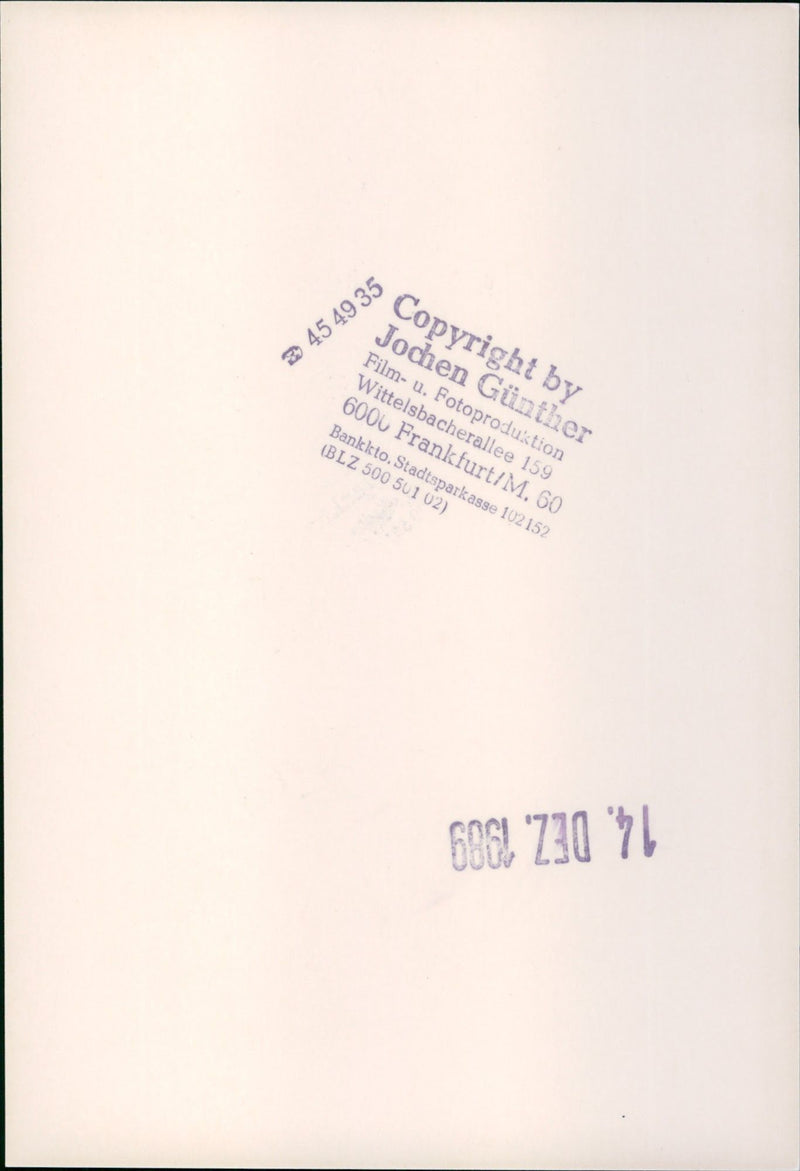 ☎ 45 49 35
Copyright by
Jochen Günther
Film- u. Fotoproduktion
Wittelsbacherallee 159
6000 Frankfurt/M. 60
Bankkto. Stadtsparkasse 102152
(BLZ 500 501 02)
14. DEZ. 1989